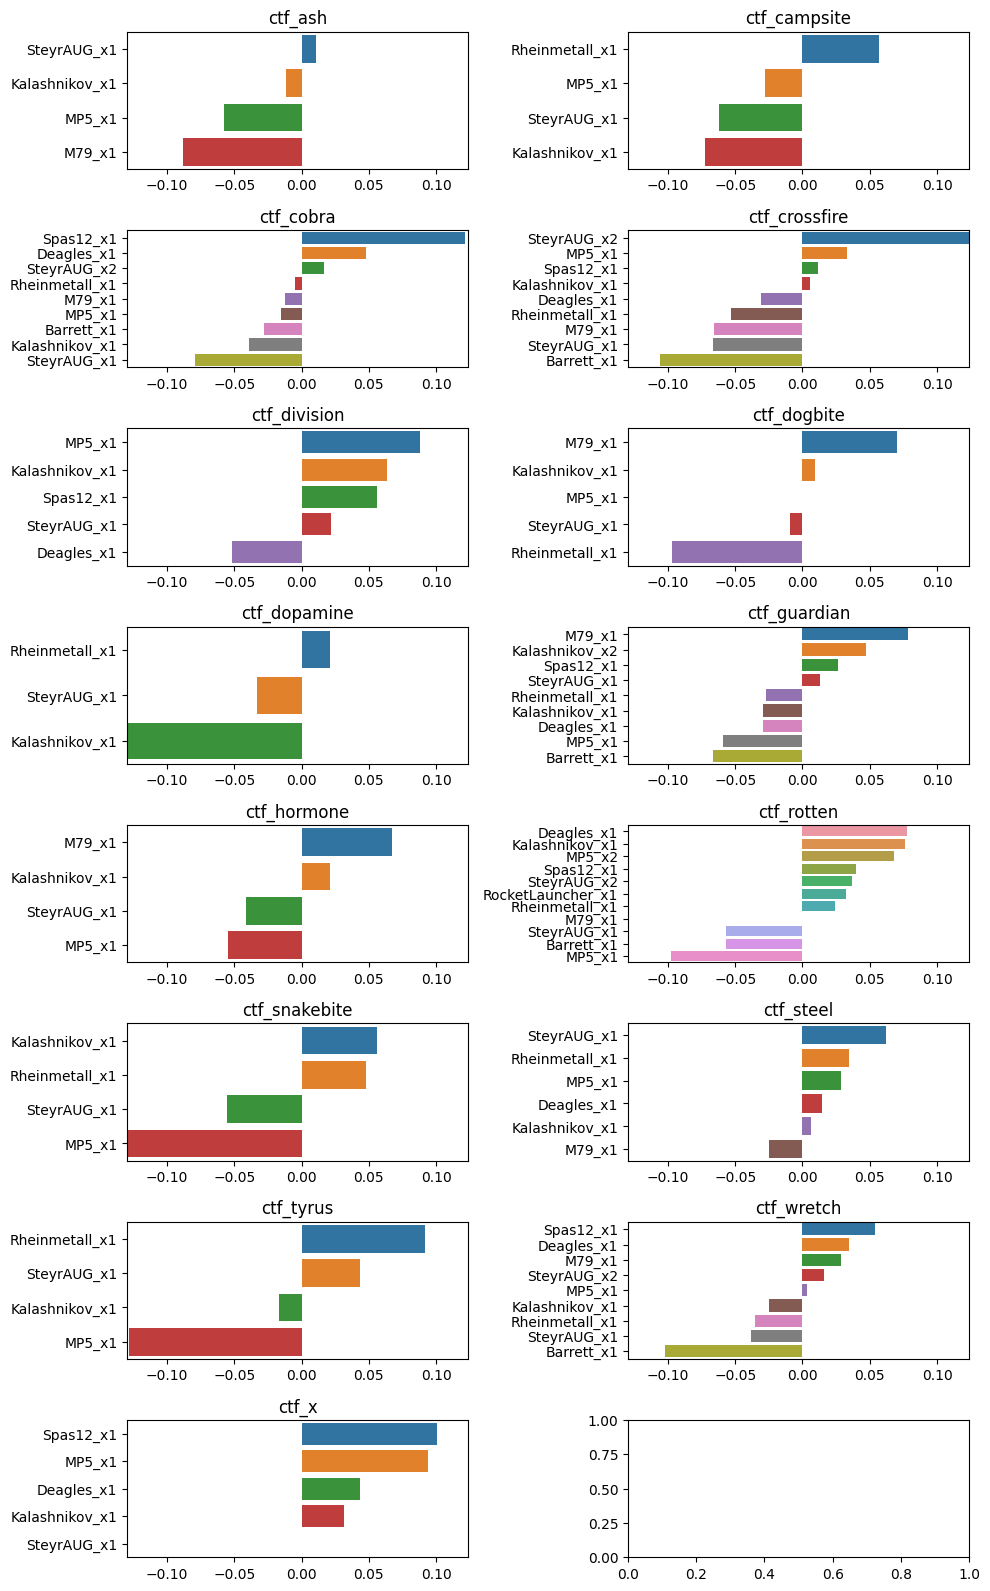 ctf_ash
SteyrAUG_x1
Kalashnikov_x1
MP5_x1
M79_x1
−0.10 −0.05 0.00 0.05 0.10
ctf_campsite
Rheinmetall_x1
MP5_x1
SteyrAUG_x1
Kalashnikov_x1
−0.10 −0.05 0.00 0.05 0.10
ctf_cobra
Spas12_x1
Deagles_x1
SteyrAUG_x2
Rheinmetall_x1
M79_x1
MP5_x1
Barrett_x1
Kalashnikov_x1
SteyrAUG_x1
−0.10 −0.05 0.00 0.05 0.10
ctf_crossfire
SteyrAUG_x2
MP5_x1
Spas12_x1
Kalashnikov_x1
Deagles_x1
Rheinmetall_x1
M79_x1
SteyrAUG_x1
Barrett_x1
−0.10 −0.05 0.00 0.05 0.10
ctf_division
MP5_x1
Kalashnikov_x1
Spas12_x1
SteyrAUG_x1
Deagles_x1
−0.10 −0.05 0.00 0.05 0.10
ctf_dogbite
M79_x1
Kalashnikov_x1
MP5_x1
SteyrAUG_x1
Rheinmetall_x1
−0.10 −0.05 0.00 0.05 0.10
ctf_dopamine
Rheinmetall_x1
SteyrAUG_x1
Kalashnikov_x1
−0.10 −0.05 0.00 0.05 0.10
ctf_guardian
M79_x1
Kalashnikov_x2
Spas12_x1
SteyrAUG_x1
Rheinmetall_x1
Kalashnikov_x1
Deagles_x1
MP5_x1
Barrett_x1
−0.10 −0.05 0.00 0.05 0.10
ctf_hormone
M79_x1
Kalashnikov_x1
SteyrAUG_x1
MP5_x1
−0.10 −0.05 0.00 0.05 0.10
ctf_rotten
Deagles_x1
Kalashnikov_x1
MP5_x2
Spas12_x1
SteyrAUG_x2
RocketLauncher_x1
Rheinmetall_x1
M79_x1
SteyrAUG_x1
Barrett_x1
MP5_x1
−0.10 −0.05 0.00 0.05 0.10
ctf_snakebite
Kalashnikov_x1
Rheinmetall_x1
SteyrAUG_x1
MP5_x1
−0.10 −0.05 0.00 0.05 0.10
ctf_steel
SteyrAUG_x1
Rheinmetall_x1
MP5_x1
Deagles_x1
Kalashnikov_x1
M79_x1
−0.10 −0.05 0.00 0.05 0.10
ctf_tyrus
Rheinmetall_x1
SteyrAUG_x1
Kalashnikov_x1
MP5_x1
−0.10 −0.05 0.00 0.05 0.10
ctf_wretch
Spas12_x1
Deagles_x1
M79_x1
SteyrAUG_x2
MP5_x1
Kalashnikov_x1
Rheinmetall_x1
SteyrAUG_x1
Barrett_x1
−0.10 −0.05 0.00 0.05 0.10
ctf_x
Spas12_x1
MP5_x1
Deagles_x1
Kalashnikov_x1
SteyrAUG_x1
−0.10 −0.05 0.00 0.05 0.10
1.00
0.75
0.50
0.25
0.00
0.0 0.2 0.4 0.6 0.8 1.0